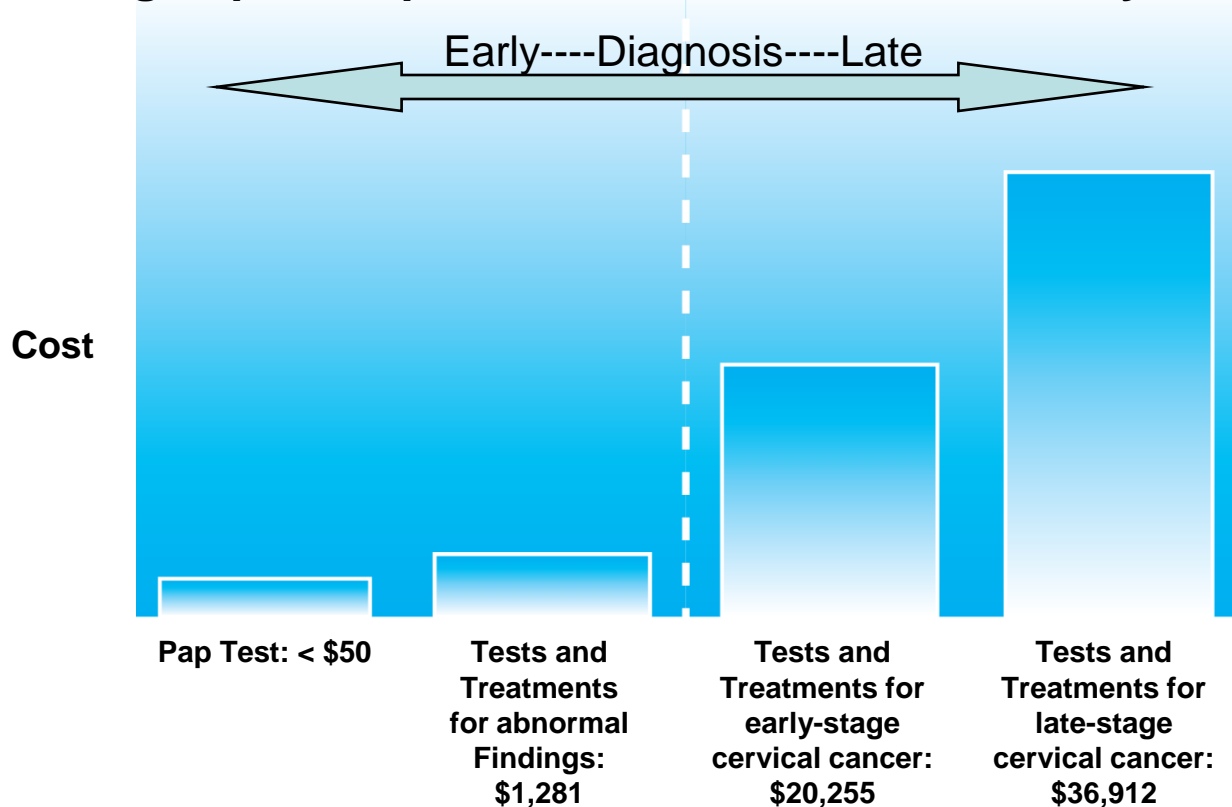 Early----Diagnosis----Late
Cost
Pap Test: < $50
Tests and
Treatments
for abnormal
Findings:
$1,281
Tests and
Treatments for
early-stage
cervical cancer:
$20,255
Tests and
Treatments for
late-stage
cervical cancer:
$36,912